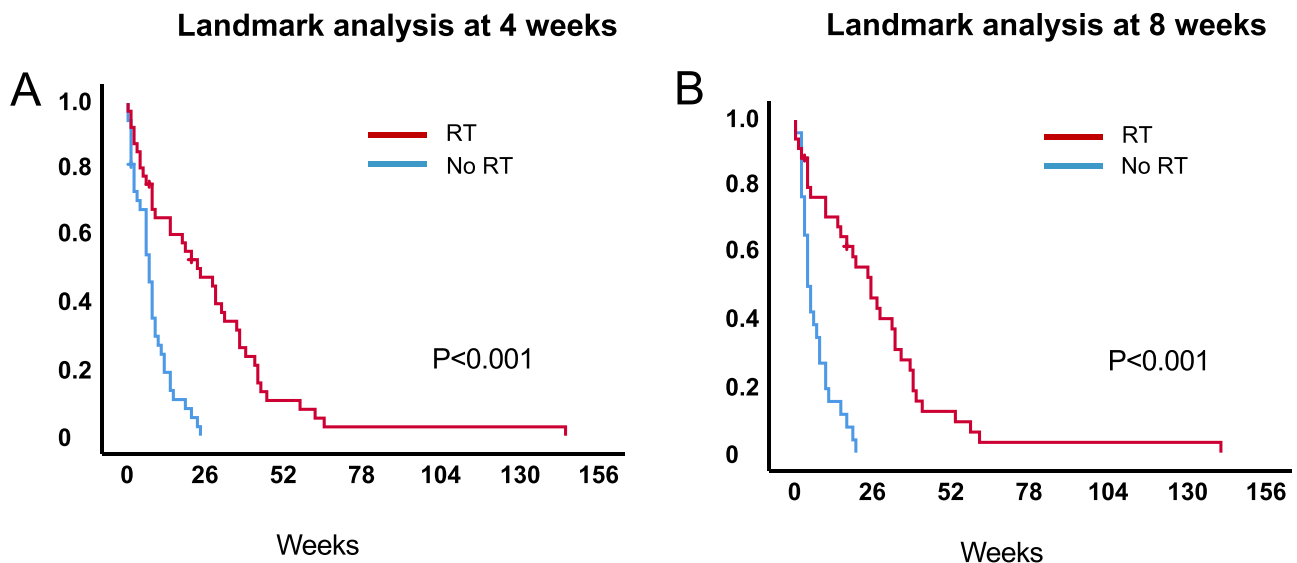 Landmark analysis at 4 weeks
A
1.0
0.8
0.6
0.4
0.2
0
RT
No RT
P<0.001
0 26 52 78 104 130 156
Weeks
Landmark analysis at 8 weeks
B
1.0
0.8
0.6
0.4
0.2
0
RT
No RT
P<0.001
0 26 52 78 104 130 156
Weeks